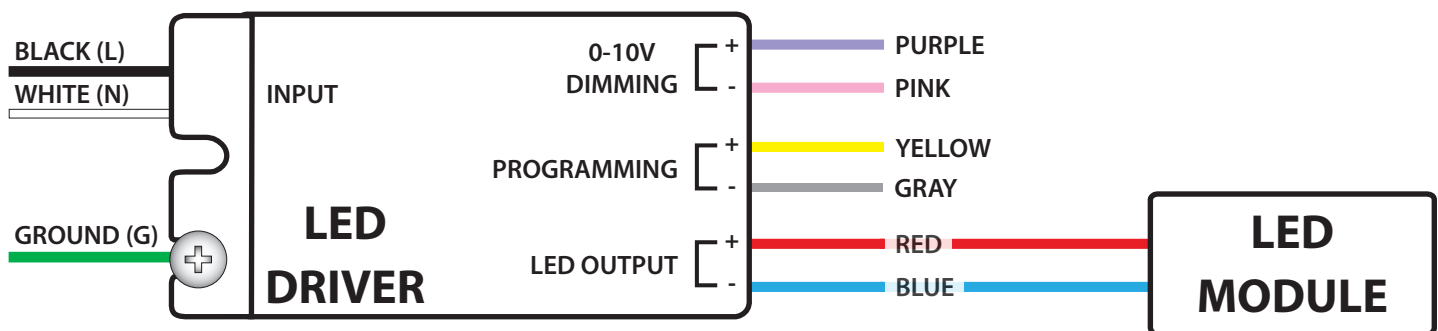 BLACK (L)
WHITE (N)
GROUND (G)
INPUT
LED
DRIVER
0-10V
DIMMING
+
-
PROGRAMMING
+
-
LED OUTPUT
+
-
PURPLE
PINK
YELLOW
GRAY
RED
BLUE
LED
MODULE